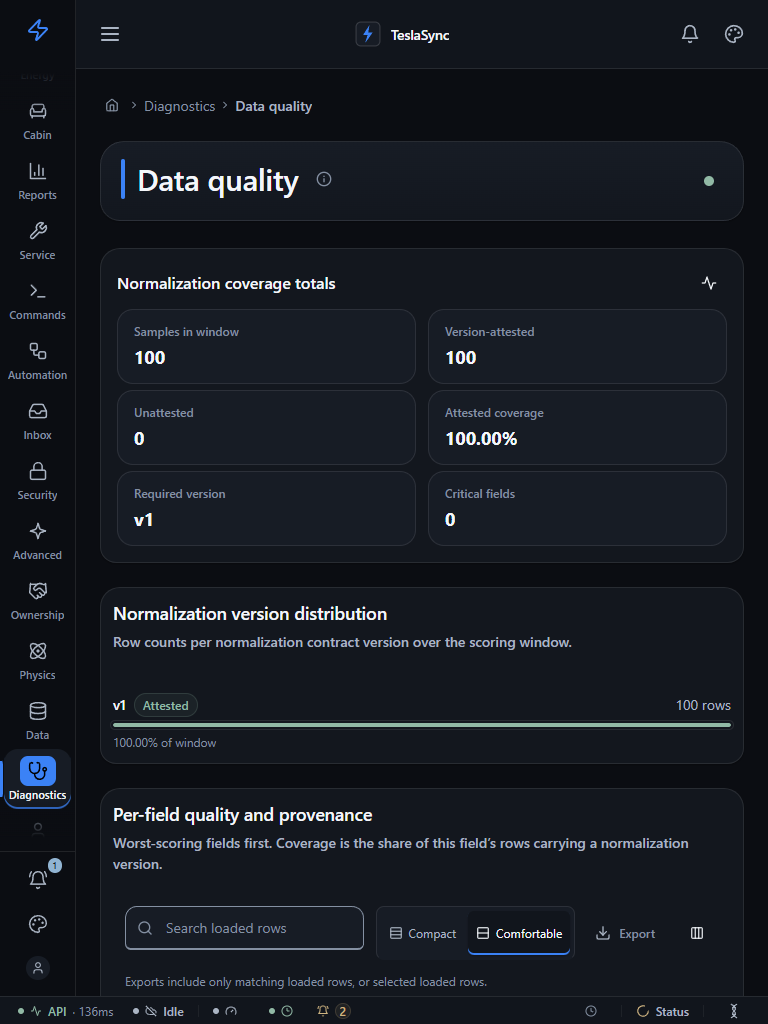 TeslaSync
Energy
Cabin
Reports
Service
Commands
Automation
Inbox
Security
Advanced
Ownership
Physics
Data
Diagnostics
1
Diagnostics
Data quality
Data quality
Normalization coverage totals
Samples in window
100
Version-attested
100
Unattested
0
Attested coverage
100.00%
Required version
v1
Critical fields
0
Normalization version distribution
Row counts per normalization contract version over the scoring window.
v1 Attested 100 rows
100.00% of window
Per-field quality and provenance
Worst-scoring fields first. Coverage is the share of this field's rows carrying a normalization
version.
Search loaded rows
Compact
Comfortable
Export
Exports include only matching loaded rows, or selected loaded rows.
API · 136ms
Idle
2
Status